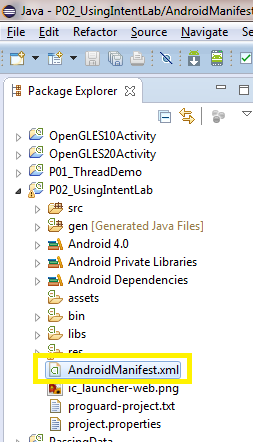 Java - P02_UsingIntentLab/AndroidManifest
File Edit Refactor Source Navigate Se
Package Explorer
OpenGLES10Activity
OpenGLES20Activity
P01_ThreadDemo
P02_UsingIntentLab
src
gen [Generated Java Files]
Android 4.0
Android Private Libraries
Android Dependencies
assets
bin
libs
res
AndroidManifest.xml
ic_launcher-web.png
proguard-project.txt
project.properties
PassingData